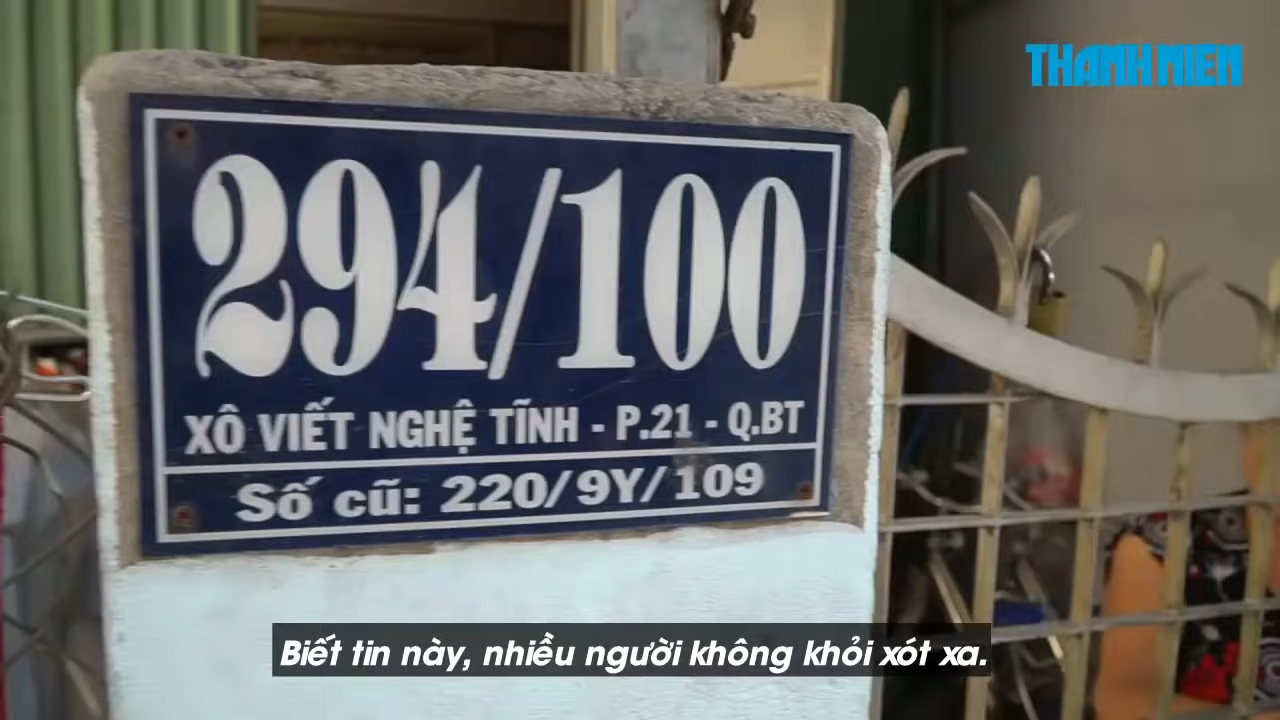 THANH NIEN
294/100
XÔ VIẾT NGHỆ TĨNH - P.21 - Q.BT
Số cũ: 220/9Y/109
Biết tin này, nhiều người không khỏi xót xa.